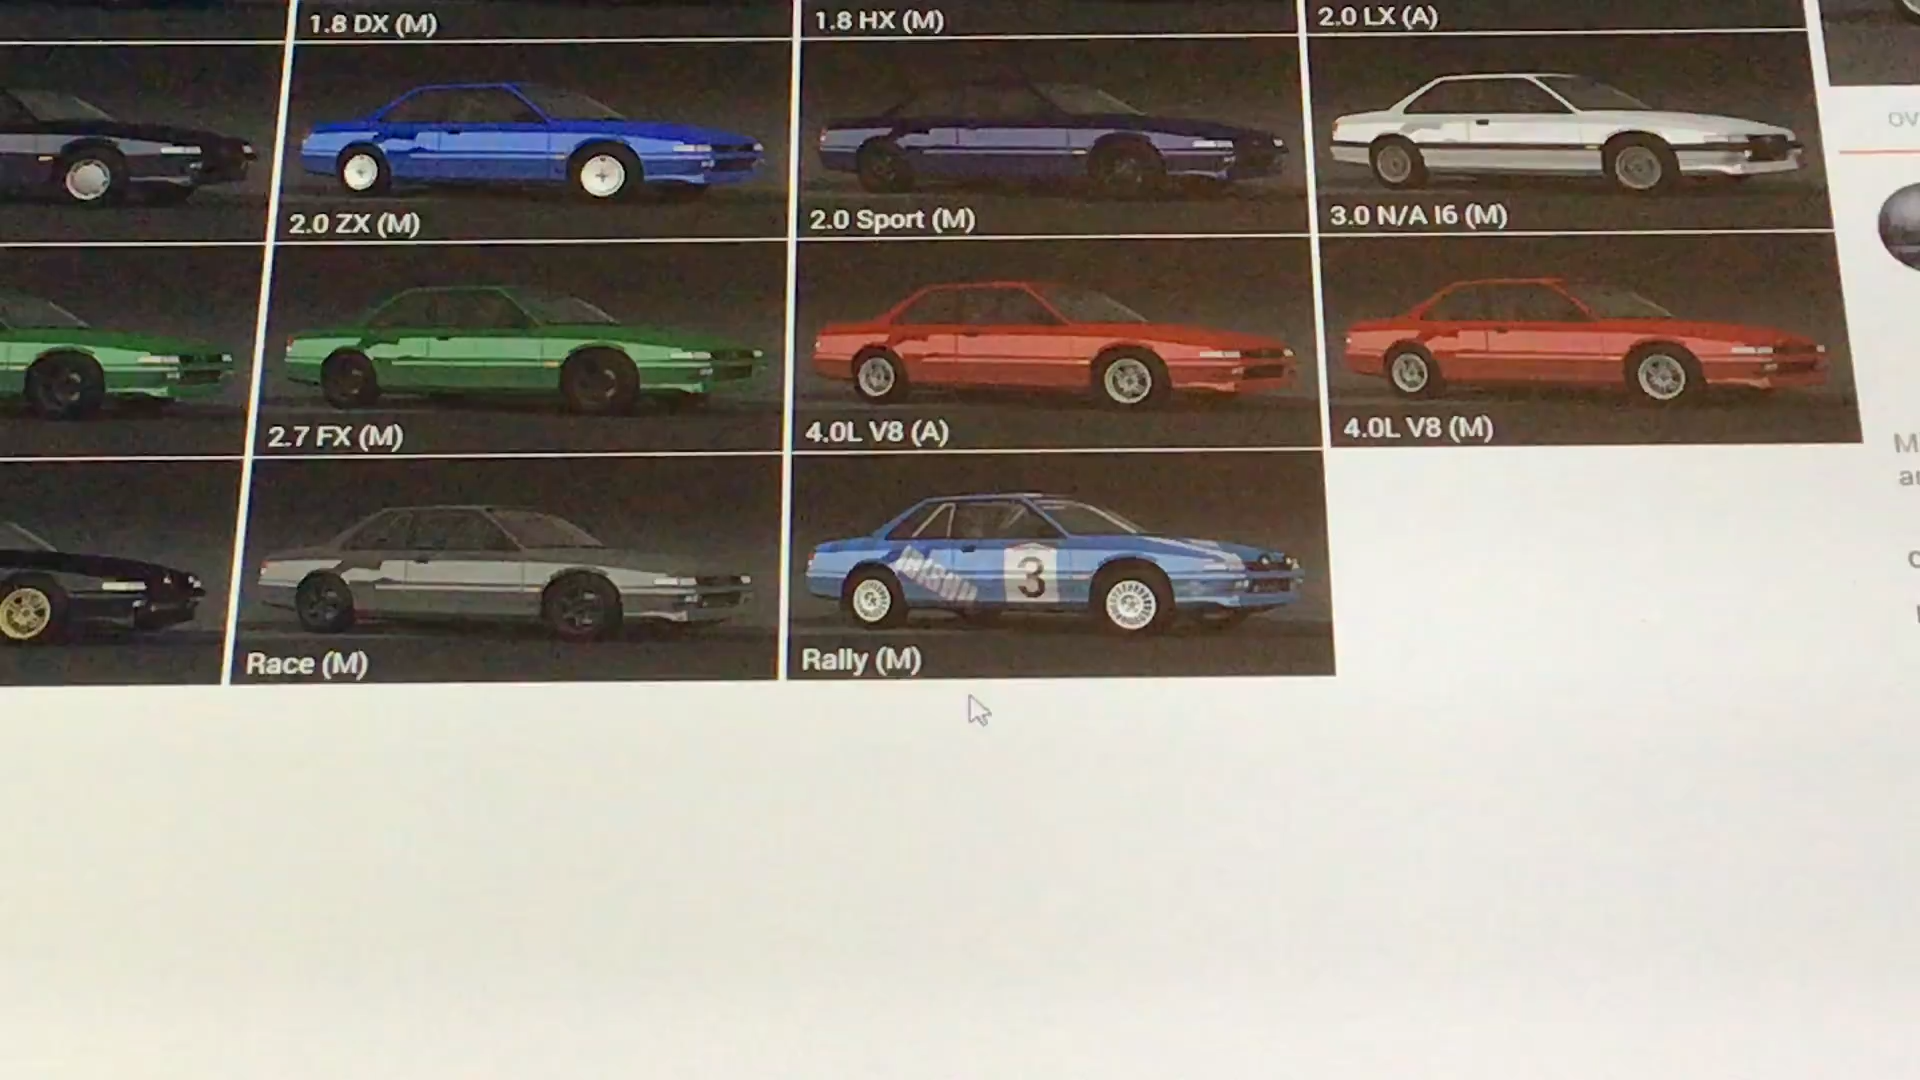 1.8 DX (M)
1.8 HX (M)
2.0 LX (A)
2.0 ZX (M)
2.0 Sport (M)
3.0 N/A I6 (M)
2.7 FX (M)
4.0L V8 (A)
4.0L V8 (M)
3
Race (M)
Rally (M)